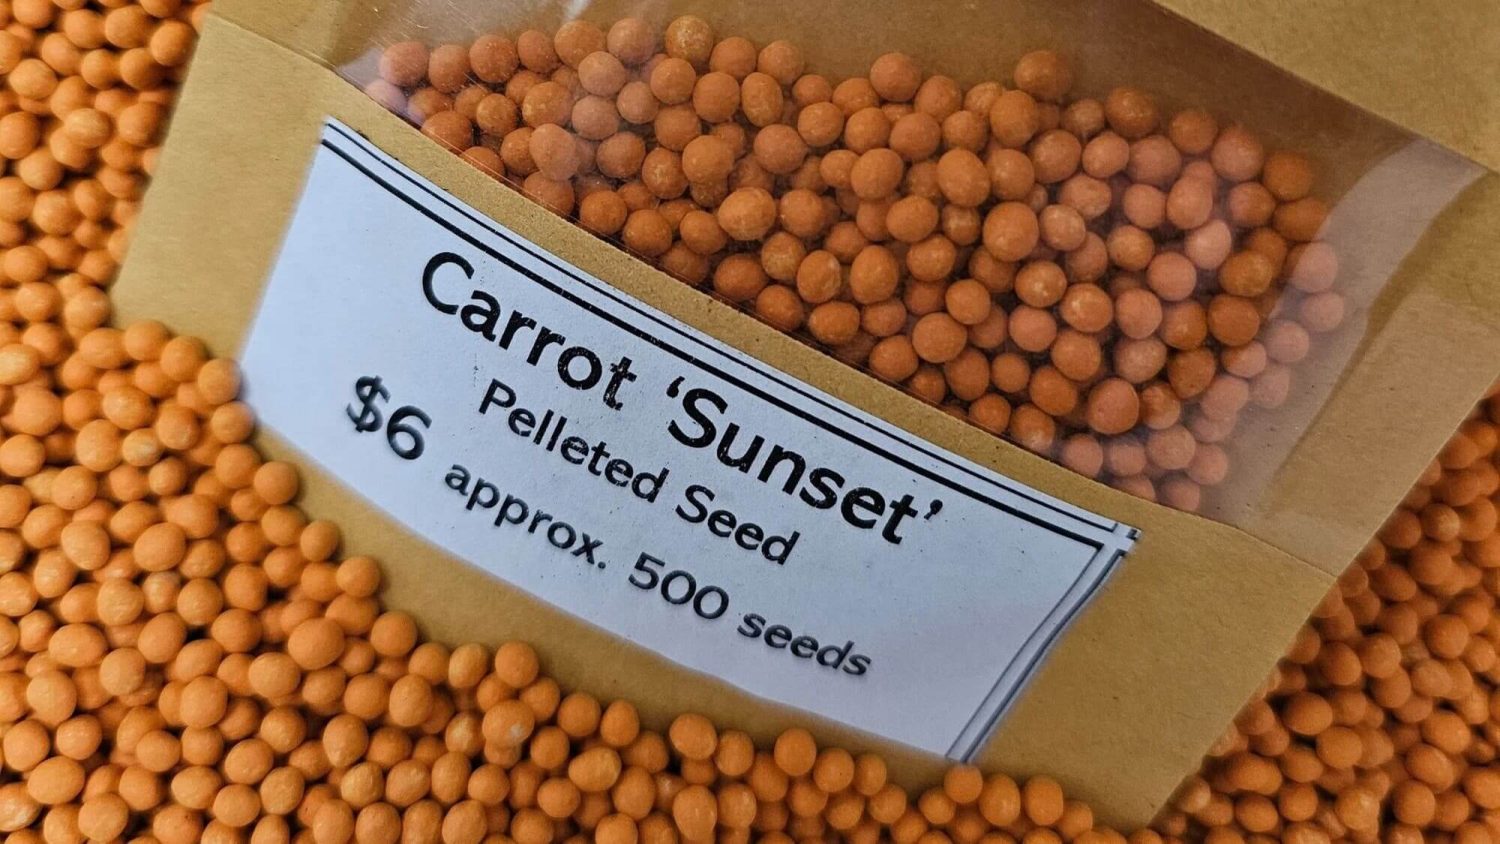 Carrot ‘Sunset’
Pelleted Seed
$6 approx. 500 seeds